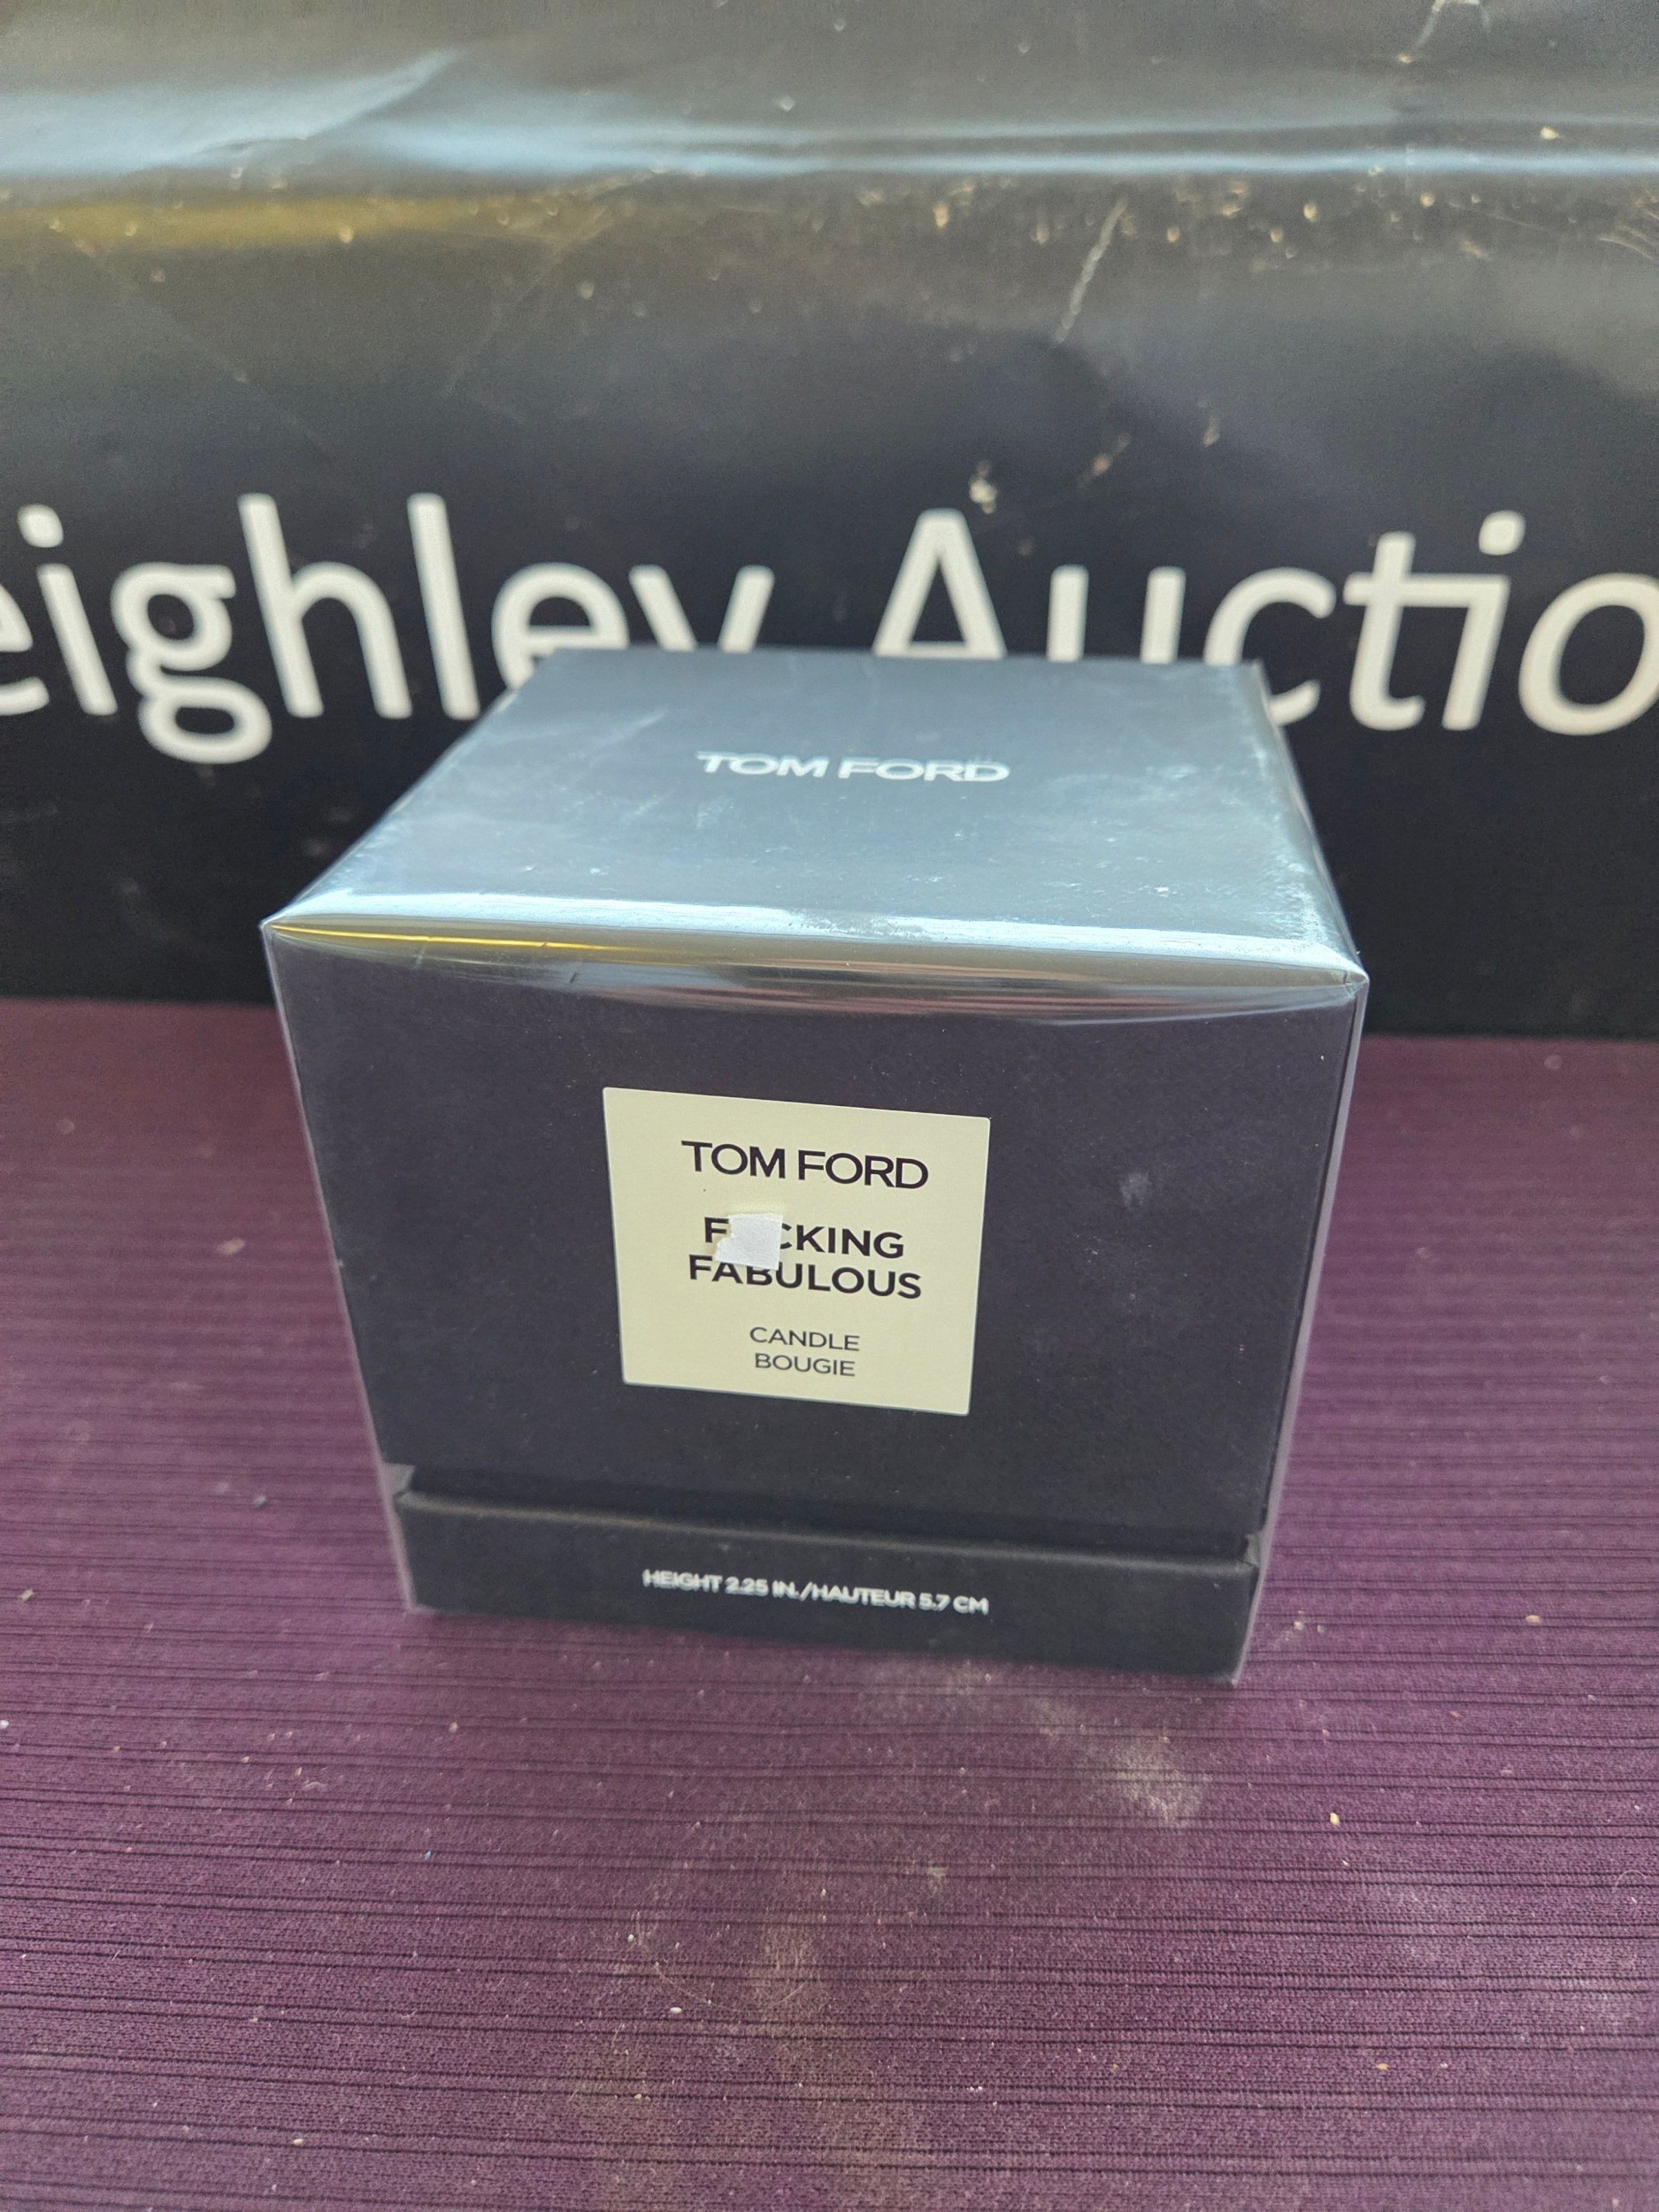 eighley Auctio
TOM FORD
TOM FORD
F CKING
FABULOUS
CANDLE
BOUGIE
HEIGHT 2.25 IN./HAUTEUR 5.7 CM